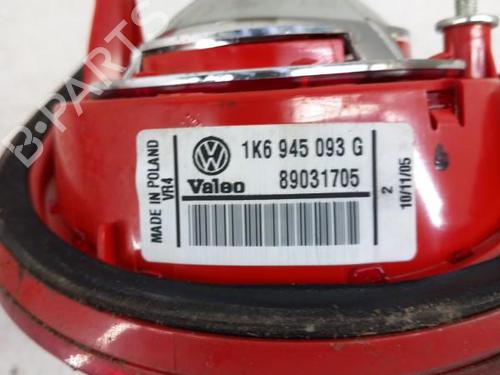 1K6 945 093 G
Valeo 89031705
MADE IN POLAND
VR4
2
10/11/05
B-PARTS